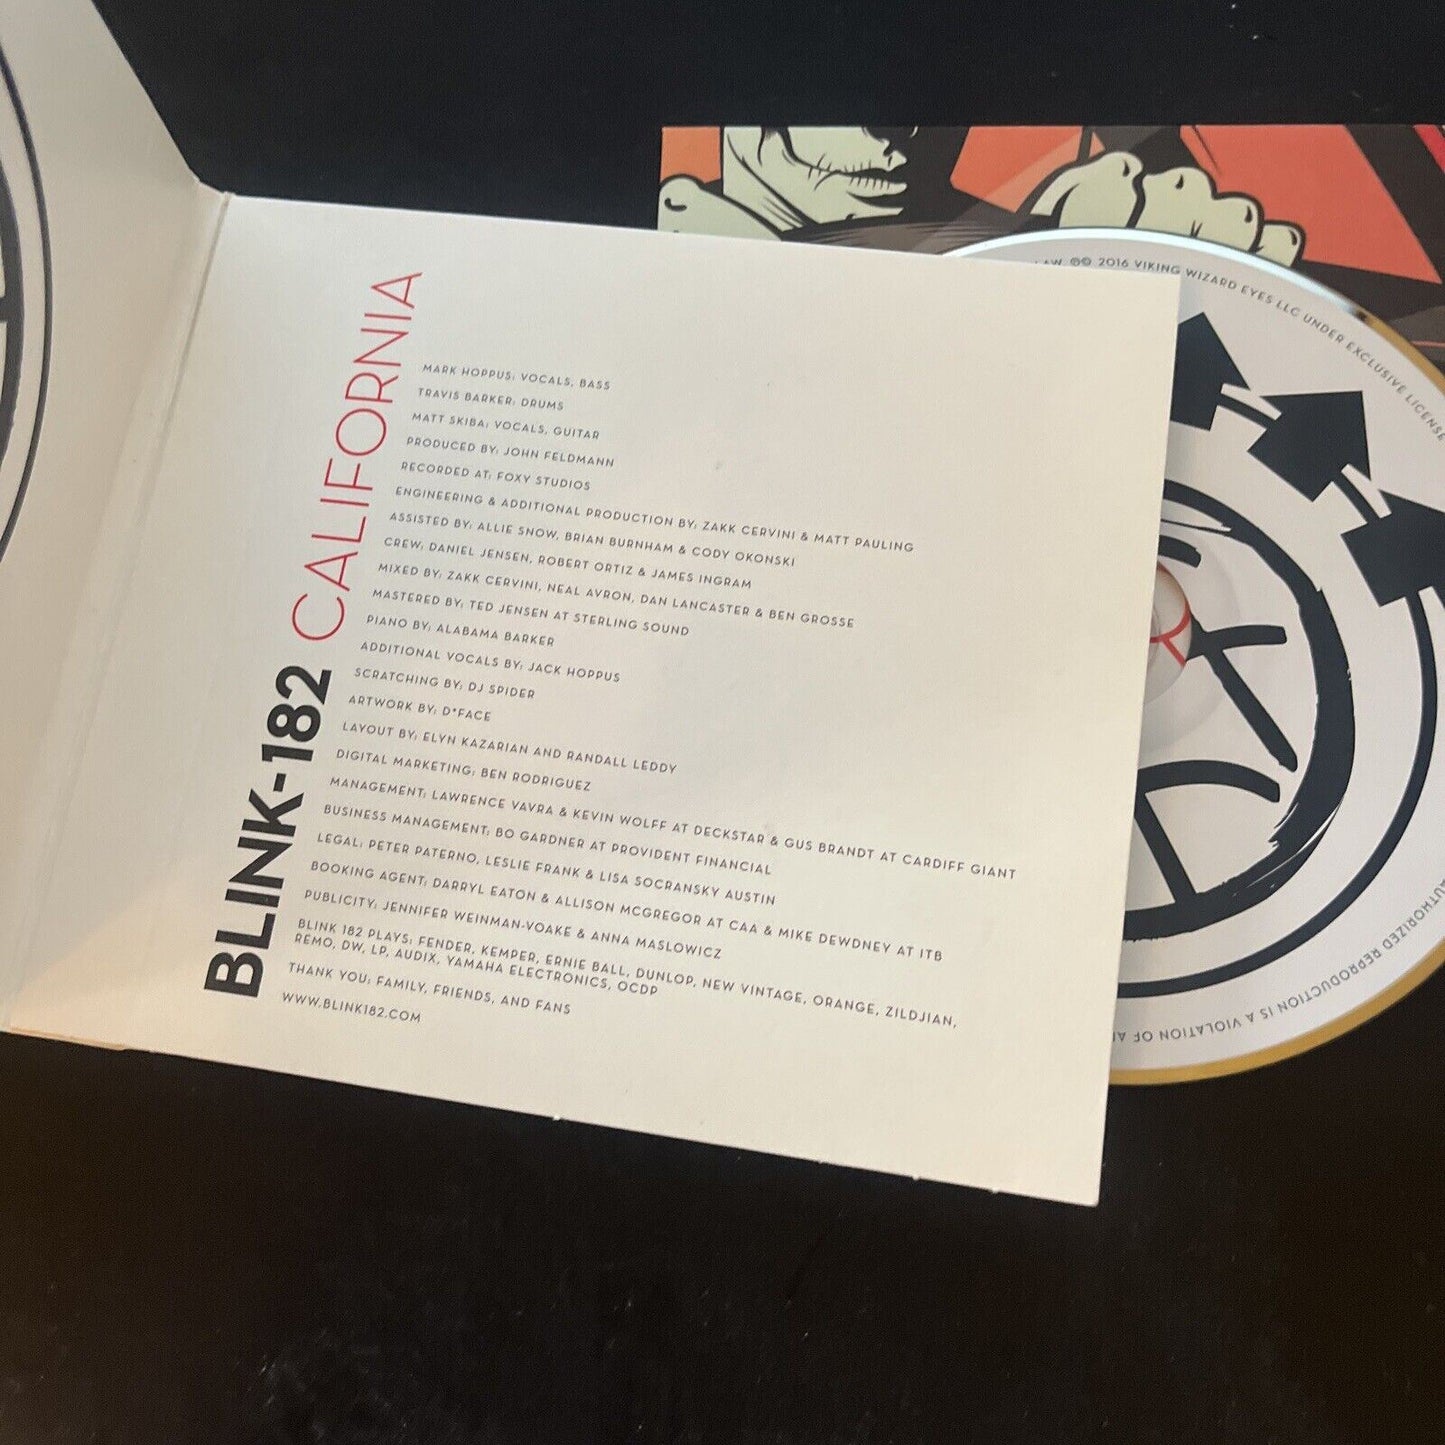 BLINK-182 CALIFORNIA
MARK HOPPUS: VOCALS, BASS
TRAVIS BARKER: DRUMS
MATT SKIBA: VOCALS, GUITAR
PRODUCED BY: JOHN FELDMANN
RECORDED AT: FOXY STUDIOS
ENGINEERING & ADDITIONAL PRODUCTION BY: ZAKK CERVINI & MATT PAULING
ASSISTED BY: ALLIE SNOW, BRIAN BURNHAM & CODY OKONSKI
CREW: DANIEL JENSEN, ROBERT ORTIZ & JAMES INGRAM
MIXED BY: ZAKK CERVINI, NEAL AVRON, DAN LANCASTER & BEN GROSSE
MASTERED BY: TED JENSEN AT STERLING SOUND
PIANO BY: ALABAMA BARKER
ADDITIONAL VOCALS BY: JACK HOPPUS
SCRATCHING BY: DJ SPIDER
ARTWORK BY: D*FACE
LAYOUT BY: ELYN KAZARIAN AND RANDALL LEDDY
DIGITAL MARKETING: BEN RODRIGUEZ
MANAGEMENT: LAWRENCE VAVRA & KEVIN WOLFF AT DECKSTAR & GUS BRANDT AT CARDIFF GIANT
BUSINESS MANAGEMENT: BO GARDNER AT PROVIDENT FINANCIAL
LEGAL: PETER PATERNO, LESLIE FRANK & LISA SOCRANSKY AUSTIN
BOOKING AGENT: DARRYL EATON & ALLISON MCGREGOR AT CAA & MIKE DEWDNEY AT ITB
PUBLICITY: JENNIFER WEINMAN-VOAKE & ANNA MASLOWICZ
BLINK 182 PLAYS: FENDER, KEMPER, ERNIE BALL, DUNLOP, NEW VINTAGE, ORANGE, ZILDJIAN,
REMO, DW, LP, AUDIX, YAMAHA ELECTRONICS, OCDP
THANK YOU: FAMILY, FRIENDS, AND FANS
WWW.BLINK182.COM
LAW. ℗© 2016 VIKING WIZARD EYES LLC UNDER EXCLUSIVE LICENSE
AUTHORIZED REPRODUCTION IS A VIOLATION OF